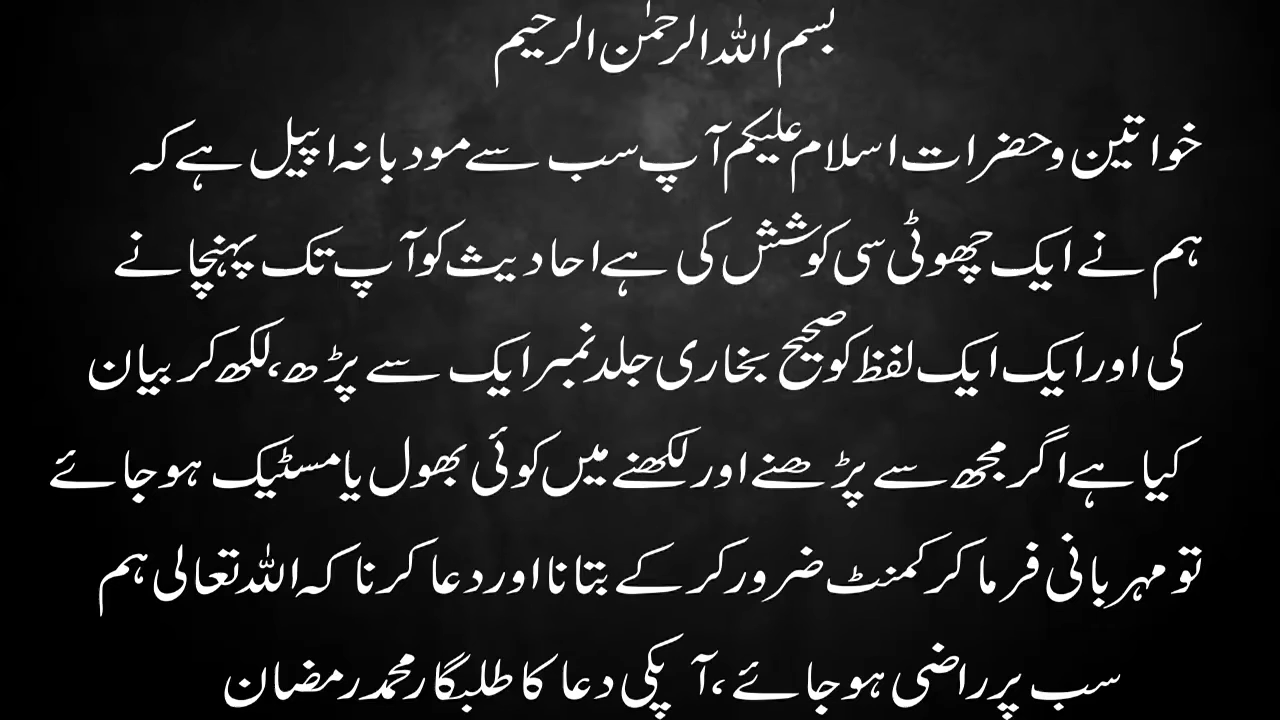 بسم اللہ الرحمٰن الرحیم
خواتین و حضرات اسلام علیکم آپ سب سے مودبانہ اپیل ہے کہ
ہم نے ایک چھوٹی سی کوشش کی ہے احادیث کو آپ تک پہنچانے
کی اور ایک ایک لفظ کو صحیح بخاری جلد نمبر ایک سے پڑھ،لکھ کر بیان
کیا ہے اگر مجھ سے پڑھنے اور لکھنے میں کوئی بھول یا مسٹیک ہو جائے
تو مہربانی فرما کر کمنٹ ضرور کر کے بتانا اور دعا کرنا کہ اللہ تعالی ہم
سب پر راضی ہو جائے ،آپکی دعا کا طلبگار محمد رمضان